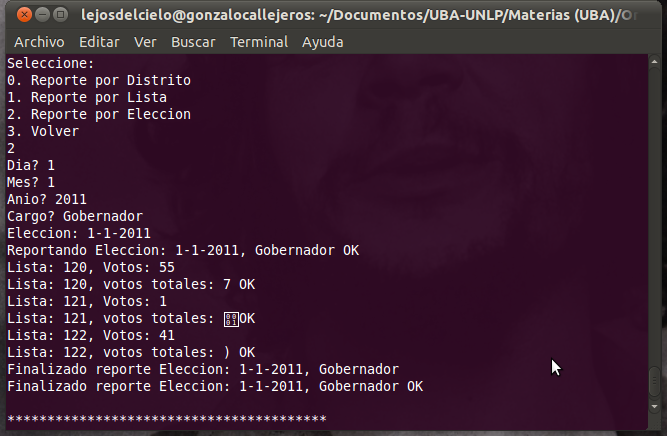 lejosdelcielo@gonzalocallejeros: ~/Documentos/UBA-UNLP/Materias (UBA)/Or
Archivo Editar Ver Buscar Terminal Ayuda
Seleccione:
0. Reporte por Distrito
1. Reporte por Lista
2. Reporte por Eleccion
3. Volver
2
Dia? 1
Mes? 1
Anio? 2011
Cargo? Gobernador
Eleccion: 1-1-2011
Reportando Eleccion: 1-1-2011, Gobernador OK
Lista: 120, Votos: 55
Lista: 120, votos totales: 7 OK
Lista: 121, Votos: 1
Lista: 121, votos totales: OK
Lista: 122, Votos: 41
Lista: 122, votos totales: ) OK
Finalizado reporte Eleccion: 1-1-2011, Gobernador
Finalizado reporte Eleccion: 1-1-2011, Gobernador OK
****************************************